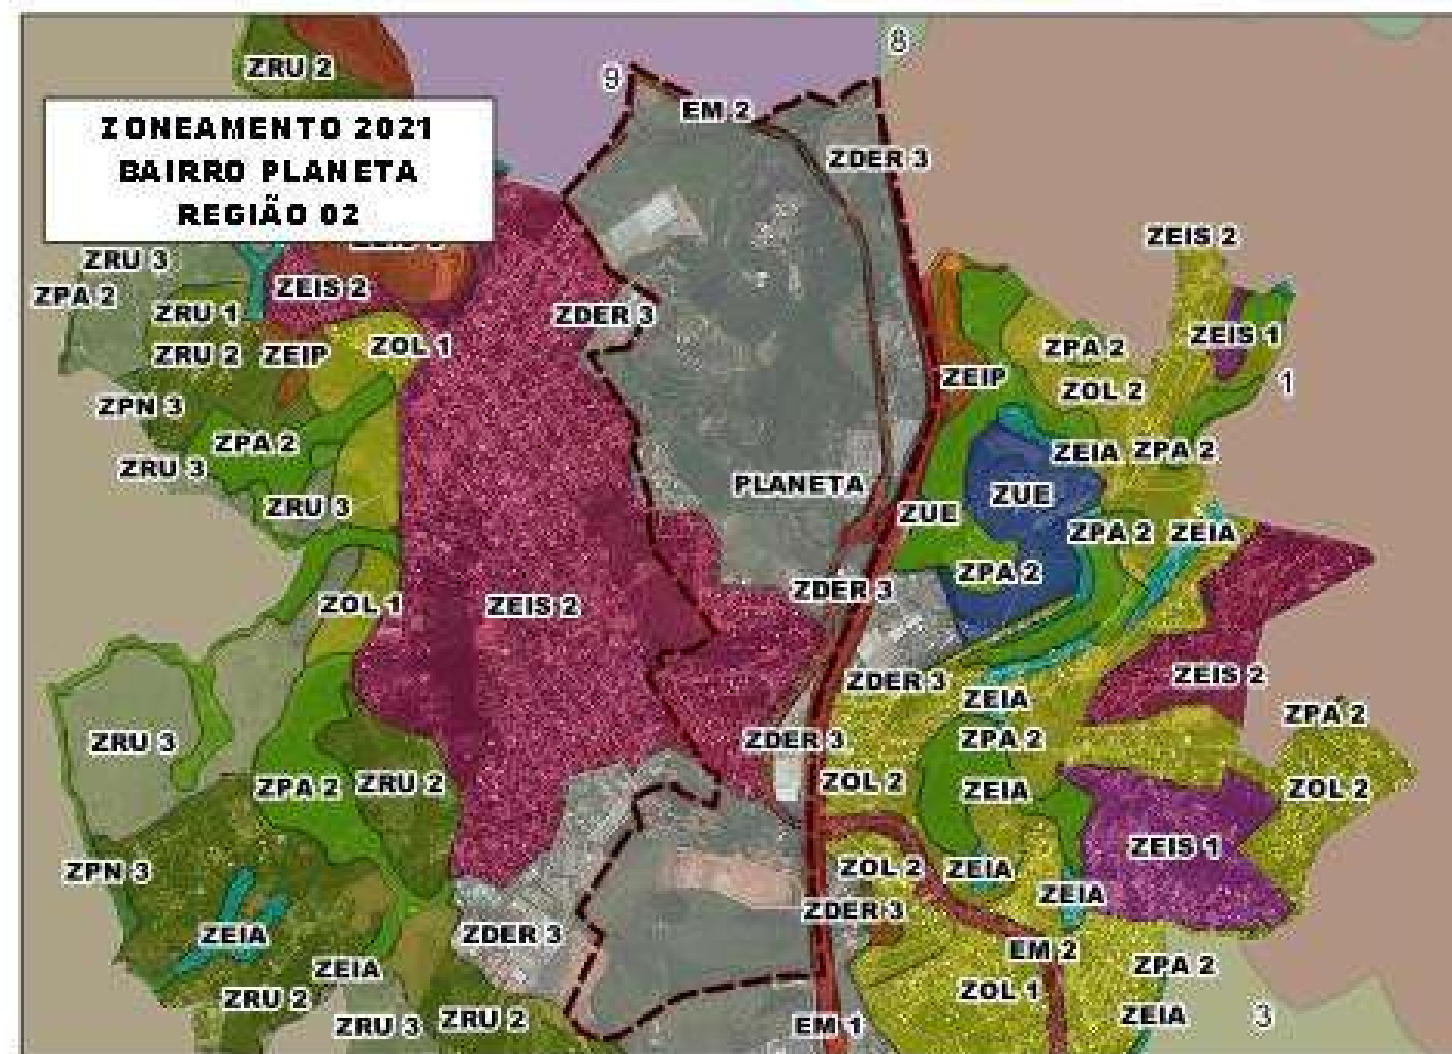 8
ZRU 2
9
EM 2
ZONEAMENTO 2021
BAIRRO PLANETA
REGIÃO 02
ZDER 3
ZEIS 2
ZRU 3
ZEIS 2
ZPA 2
ZRU 1
ZDER 3
ZEIS 1
ZRU 2
ZEIP
ZOL 1
ZPA 2
ZEIP
1
ZOL 2
ZPN 3
ZPA 2
ZEIA
ZPA 2
ZRU 3
PLANETA
ZUE
ZRU 3
ZUE
ZPA 2
ZEIA
ZPA 2
ZDER 3
ZOL 1
ZEIS 2
ZEIS 2
ZDER 3
ZEIA
ZPA 2
ZRU 3
ZDER 3
ZPA 2
ZPA 2
ZRU 2
ZOL 2
ZEIA
ZOL 2
ZEIS 1
ZPN 3
ZOL 2
ZEIA
ZEIA
ZDER 3
ZEIA
ZDER 3
EM 2
ZEIA
ZPA 2
ZRU 2
ZOL 1
ZRU 3
ZRU 2
EM 1
ZEIA
3